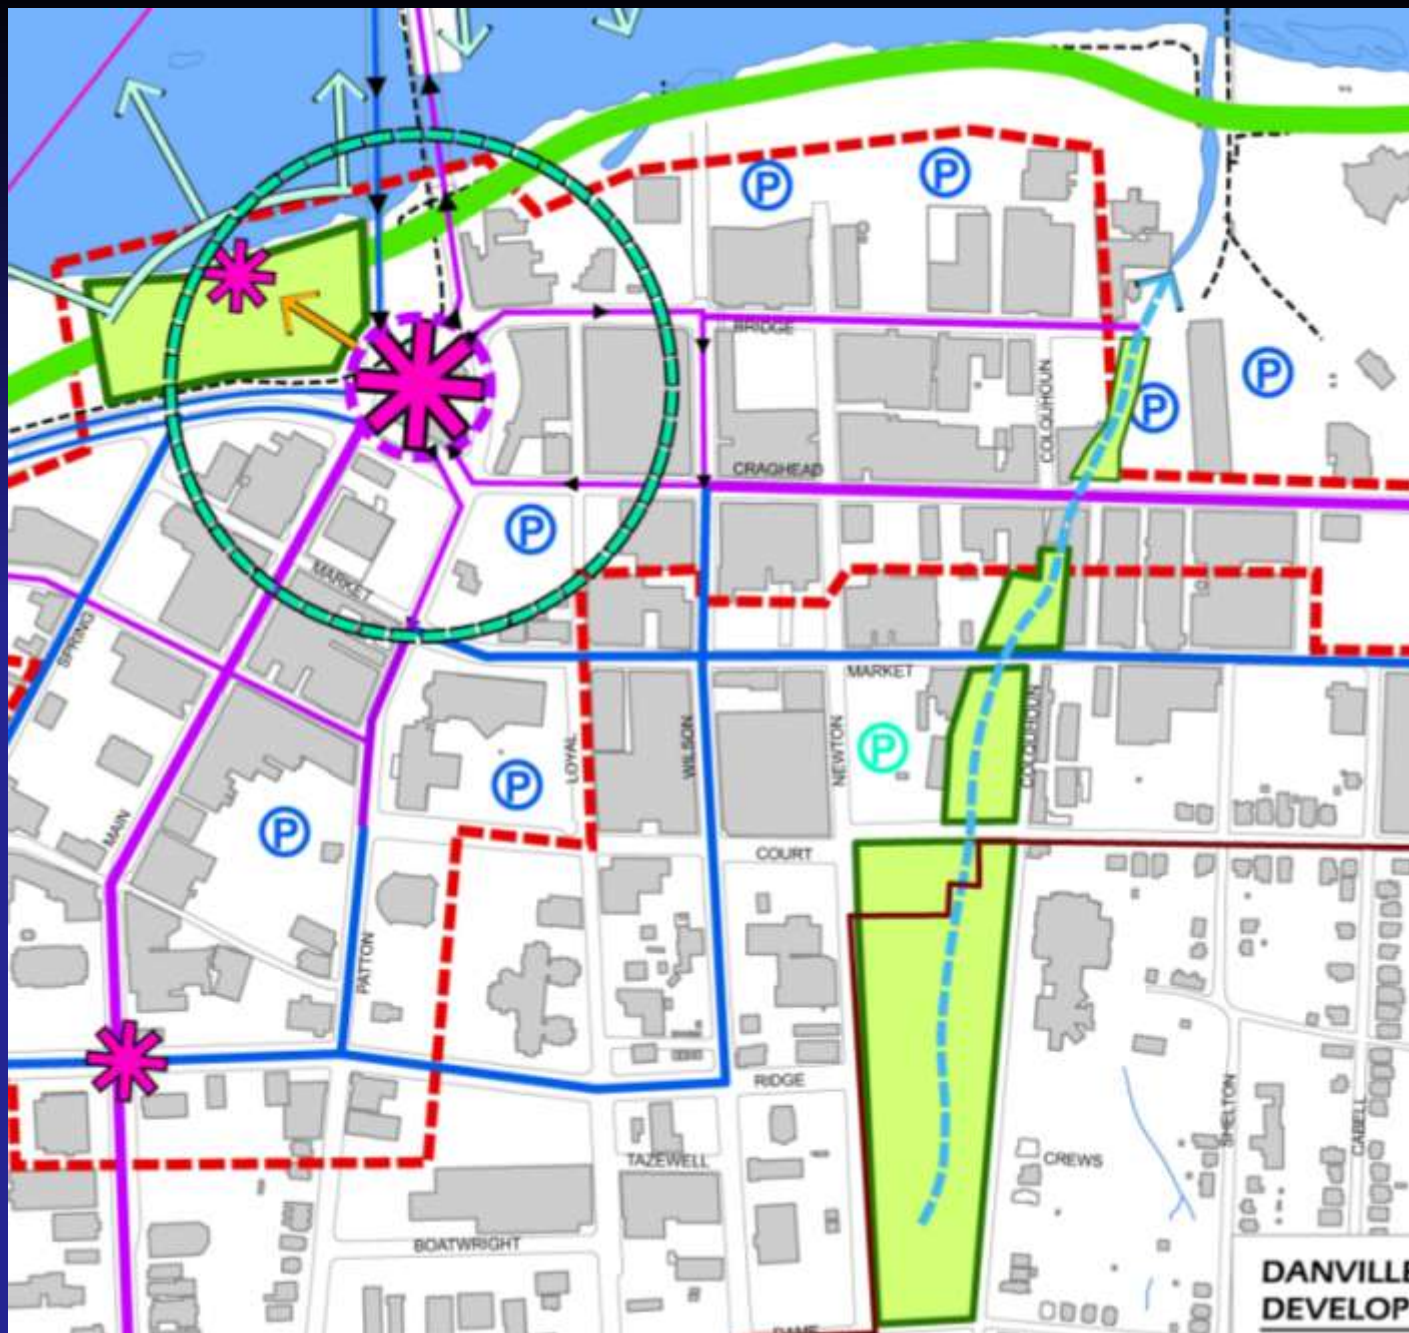 P
P
BRIDGE
COLQUHOUN
P
P
CRAGHEAD
P
MARKET
SPRING
MARKET
COLQUHOUN
LOYAL
WILSON
NEWTON
P
P
P
MAIN
COURT
PATTON
RIDGE
SHELTON
CABELL
TAZEWELL
CREWS
BOATWRIGHT
DANVILLE
DEVELOP